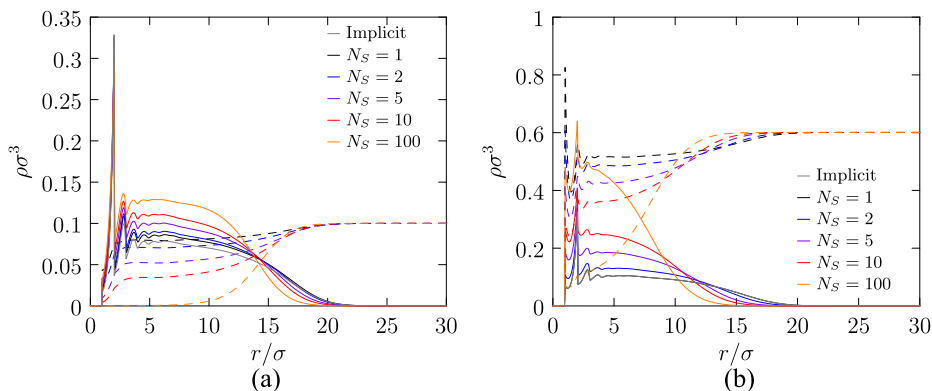 0.35
0.3
0.25
0.2
0.15
0.1
0.05
0
ρσ³
Implicit
N_S = 1
N_S = 2
N_S = 5
N_S = 10
N_S = 100
0 5 10 15 20 25 30
r/σ
(a)
1
0.8
0.6
0.4
0.2
0
ρσ³
Implicit
N_S = 1
N_S = 2
N_S = 5
N_S = 10
N_S = 100
0 5 10 15 20 25 30
r/σ
(b)